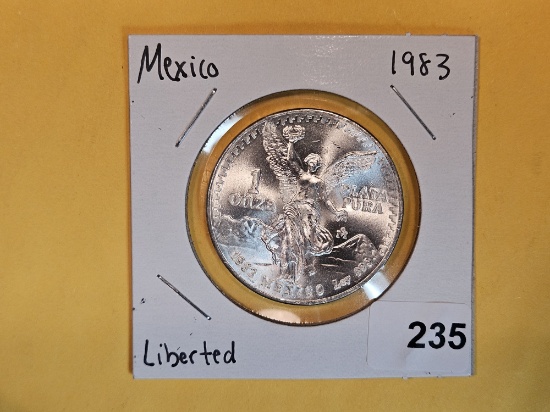 Mexico 1983
1 PLATA
ONZA PURA
MEXICO
Liberted
235